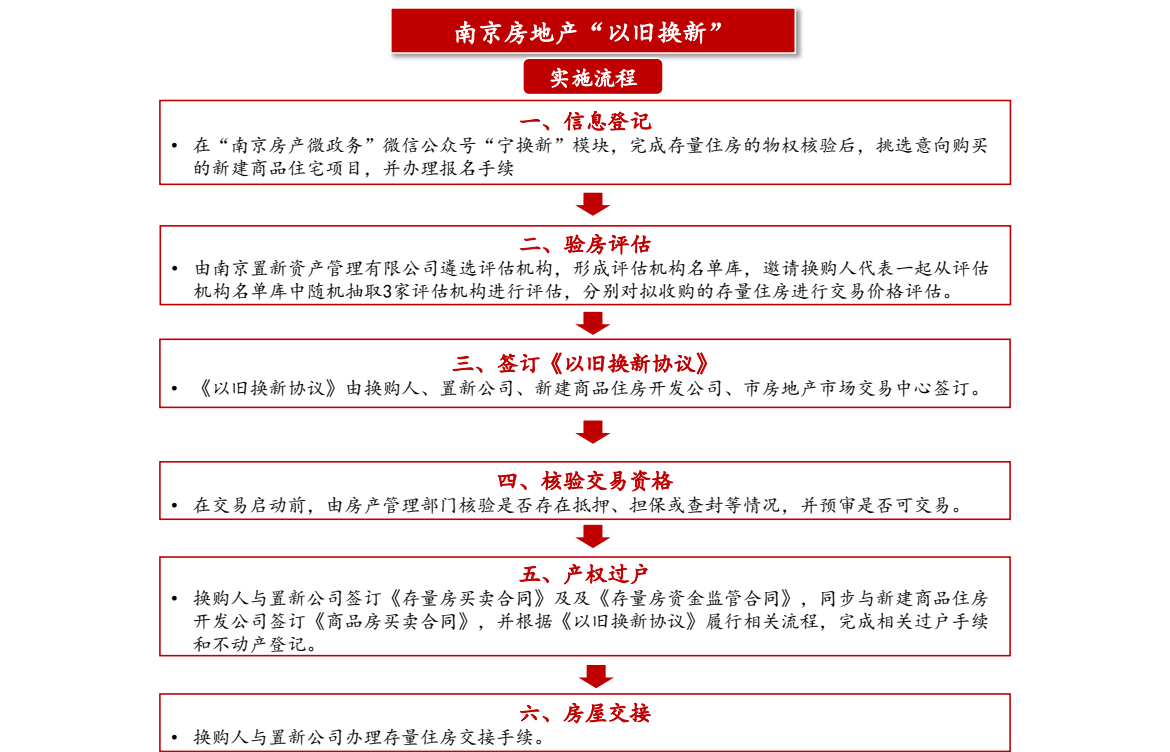 南京房地产“以旧换新”
实施流程
一、信息登记
• 在“南京房产微政务”微信公众号“宁换新”模块，完成存量住房的物权核验后，挑选意向购买
的新建商品住宅项目，并办理报名手续
二、验房评估
• 由南京置新资产管理有限公司遴选评估机构，形成评估机构名单库，邀请换购人代表一起从评估
机构名单库中随机抽取3家评估机构进行评估，分别对拟收购的存量住房进行交易价格评估。
三、签订《以旧换新协议》
• 《以旧换新协议》由换购人、置新公司、新建商品住房开发公司、市房地产市场交易中心签订。
四、核验交易资格
• 在交易启动前，由房产管理部门核验是否存在抵押、担保或查封等情况，并预审是否可交易。
五、产权过户
• 换购人与置新公司签订《存量房买卖合同》及及《存量房资金监管合同》，同步与新建商品住房
开发公司签订《商品房买卖合同》，并根据《以旧换新协议》履行相关流程，完成相关过户手续
和不动产登记。
六、房屋交接
• 换购人与置新公司办理存量住房交接手续。